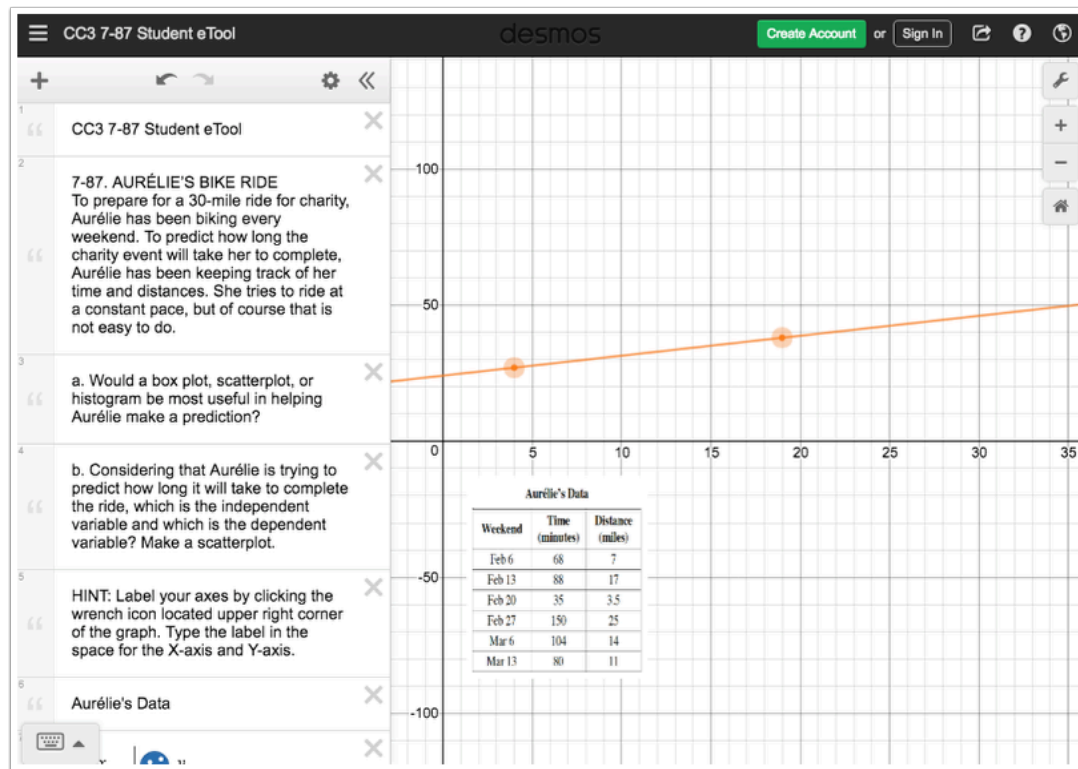 CC3 7-87 Student eTool
desmos
Create Account or Sign In
1
CC3 7-87 Student eTool
2
7-87. AURÉLIE'S BIKE RIDE
To prepare for a 30-mile ride for charity,
Aurélie has been biking every
weekend. To predict how long the
charity event will take her to complete,
Aurélie has been keeping track of her
time and distances. She tries to ride at
a constant pace, but of course that is
not easy to do.
3
a. Would a box plot, scatterplot, or
histogram be most useful in helping
Aurélie make a prediction?
4
b. Considering that Aurélie is trying to
predict how long it will take to complete
the ride, which is the independent
variable and which is the dependent
variable? Make a scatterplot.
5
HINT: Label your axes by clicking the
wrench icon located upper right corner
of the graph. Type the label in the
space for the X-axis and Y-axis.
6
Aurélie's Data
100
50
0 5 10 15 20 25 30 35
-50
-100
Aurélie's Data
Weekend Time (minutes) Distance (miles)
Feb 6 68 7
Feb 13 88 17
Feb 20 35 3.5
Feb 27 150 25
Mar 6 104 14
Mar 13 80 11